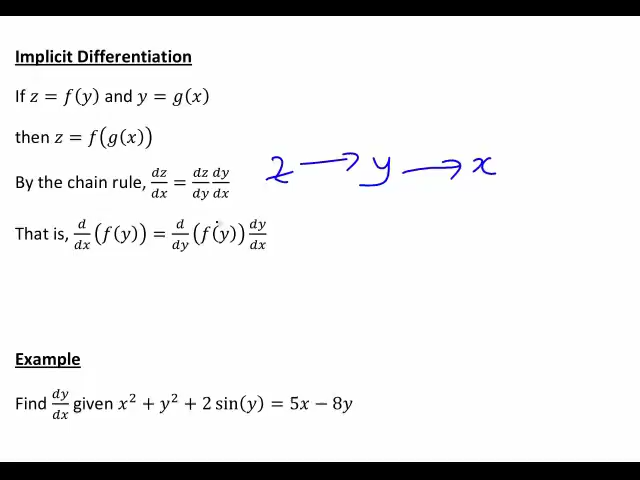 Implicit Differentiation
If z = f(y) and y = g(x)
then z = f(g(x))
By the chain rule, dz/dx = dz/dy dy/dx
z → y → x
That is, d/dx (f(y)) = d/dy (f(y)) dy/dx
Example
Find dy/dx given x² + y² + 2 sin(y) = 5x − 8y